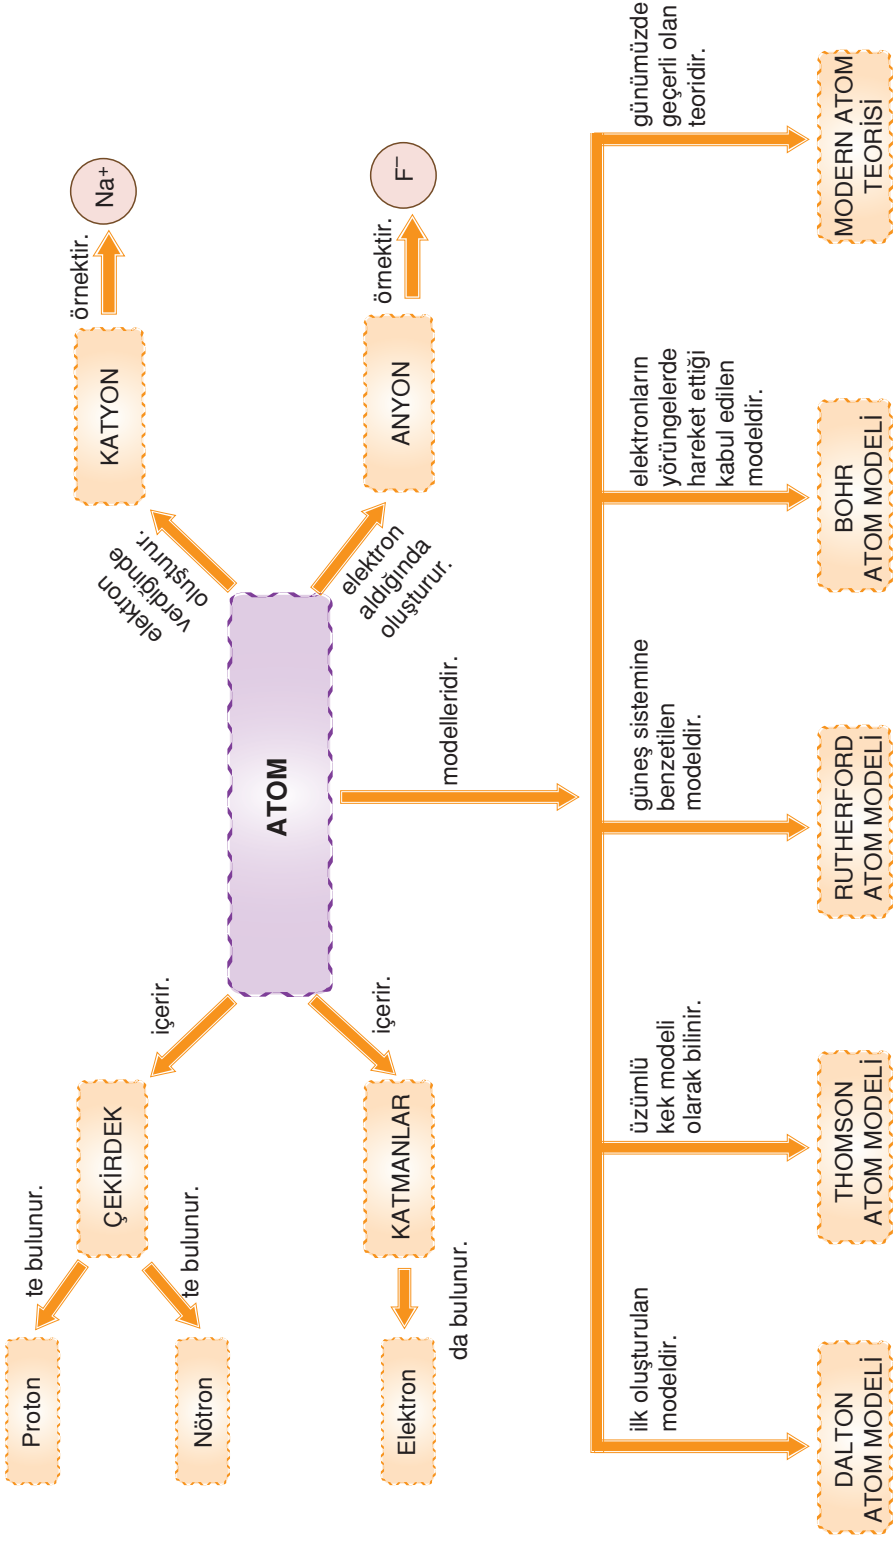 Proton
te bulunur.
Nötron
te bulunur.
ÇEKİRDEK
içerir.
Elektron
da bulunur.
KATMANLAR
içerir.
ATOM
elektron
verdiginde
oluşturur.
KATYON
örnektir.
Na⁺
elektron
aldığında
oluşturur.
ANYON
örnektir.
F⁻
modelleridir.
ilk oluşturulan
modeldir.
DALTON
ATOM MODELİ
üzümlü
kek modeli
olarak bilinir.
THOMSON
ATOM MODELİ
güneş sistemine
benzetilen
modeldir.
RUTHERFORD
ATOM MODELİ
elektronların
yörüngelerde
hareket ettiği
kabul edilen
modeldir.
BOHR
ATOM MODELİ
günümüzde
geçerli olan
teoridir.
MODERN ATOM
TEORİSİ